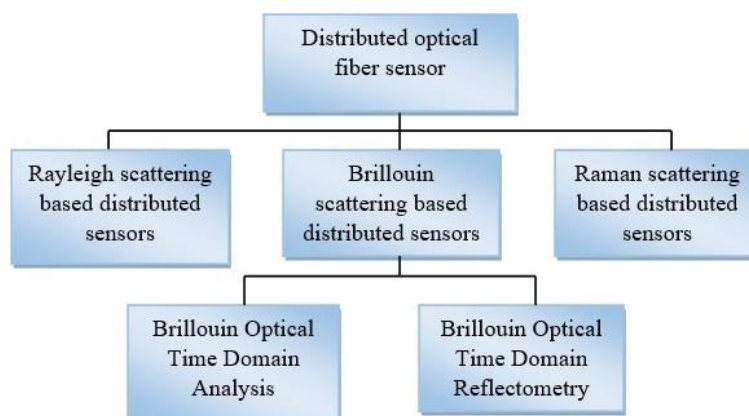 Distributed optical
fiber sensor
Rayleigh scattering
based distributed
sensors
Brillouin
scattering based
distributed sensors
Raman scattering
based distributed
sensors
Brillouin Optical
Time Domain
Analysis
Brillouin Optical
Time Domain
Reflectometry